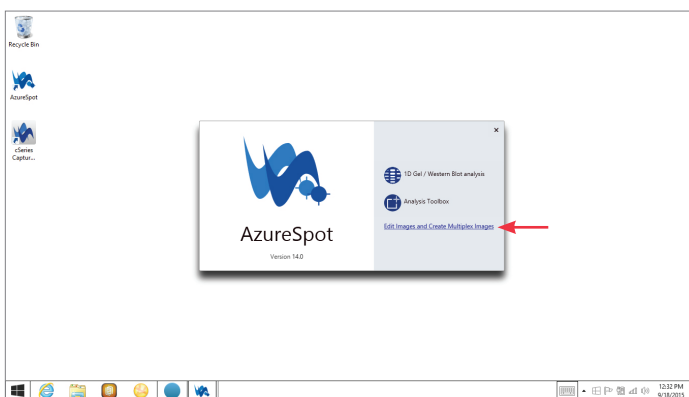 Recycle Bin
AzureSpot
cSeries
Captur...
1D Gel / Western Blot analysis
Analysis Toolbox
Edit Images and Create Multiplex Images
AzureSpot
Version 14.0
12:32 PM
9/18/2015